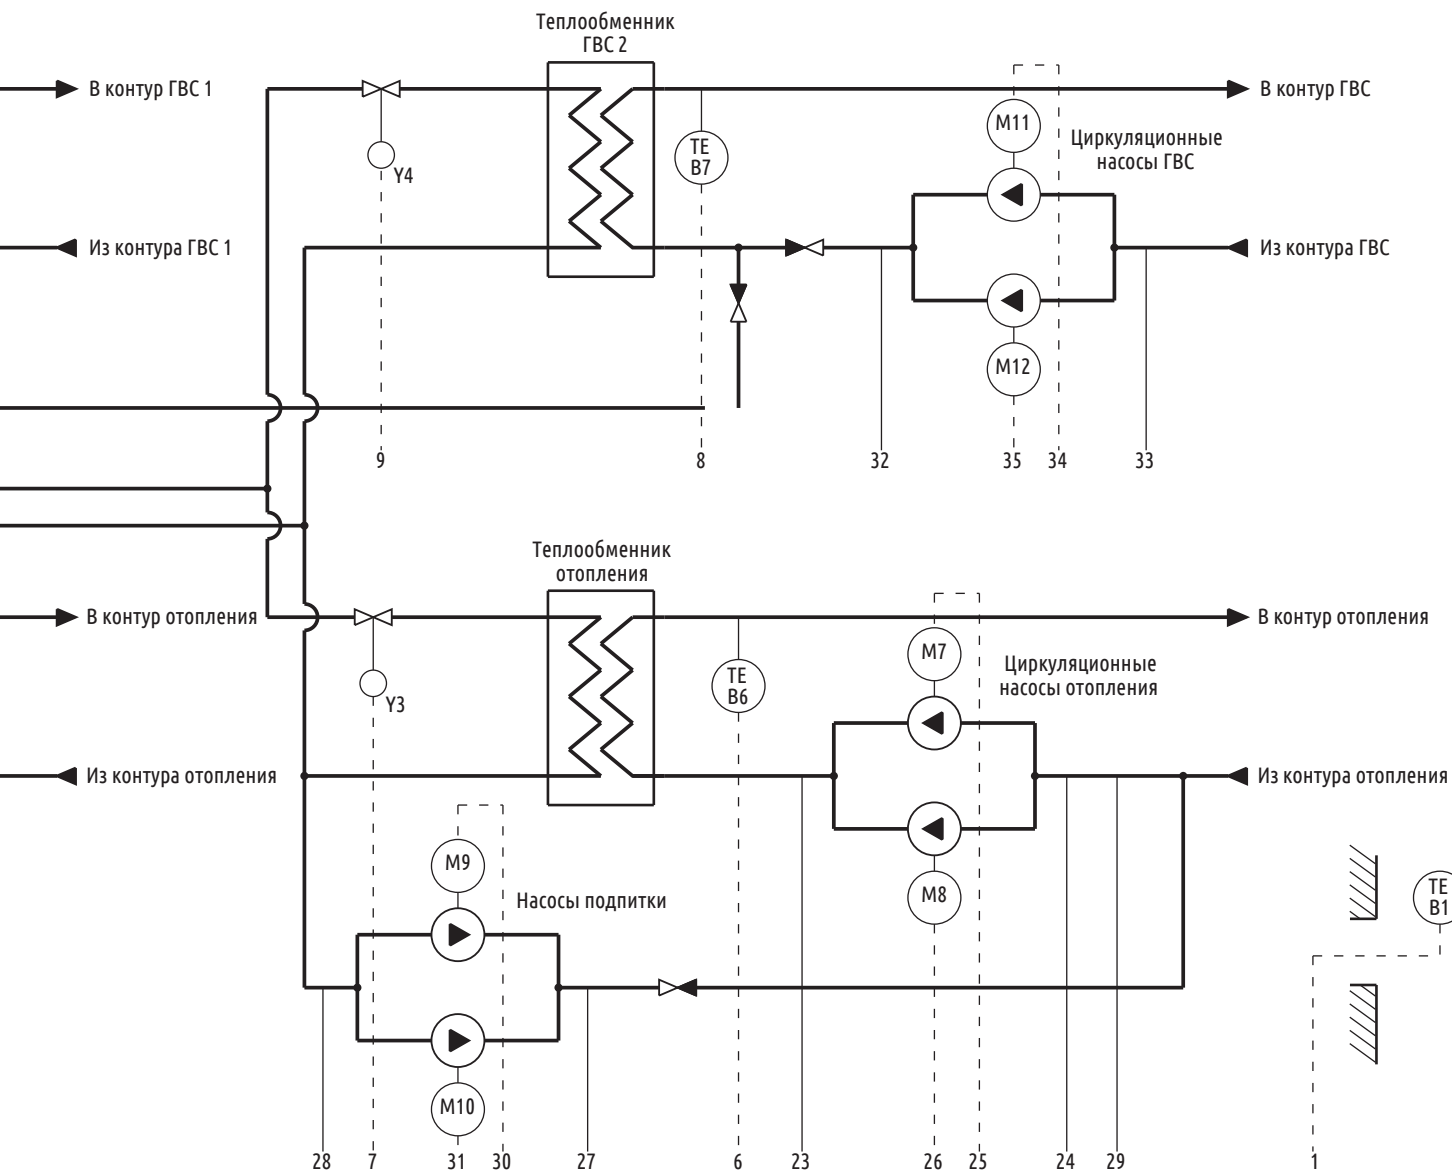 Теплообменник
ГВС 2
В контур ГВС 1
В контур ГВС
M11
Циркуляционные
насосы ГВС
TE
B7
Y4
Из контура ГВС 1
Из контура ГВС
M12
9
8
32
35
34
33
Теплообменник
отопления
В контур отопления
В контур отопления
M7
Циркуляционные
насосы отопления
TE
B6
Y3
Из контура отопления
Из контура отопления
M9
M8
TE
B1
Насосы подпитки
M10
28
7
31
30
27
6
23
26
25
24
29
1